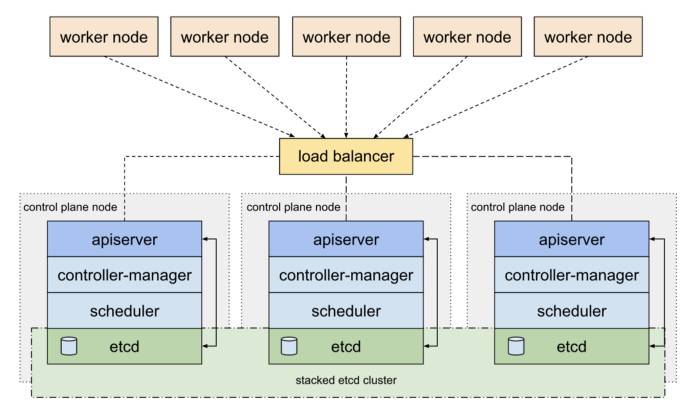 worker node
worker node
worker node
worker node
worker node
load balancer
control plane node
control plane node
control plane node
apiserver
apiserver
apiserver
controller-manager
controller-manager
controller-manager
scheduler
scheduler
scheduler
etcd
etcd
etcd
stacked etcd cluster